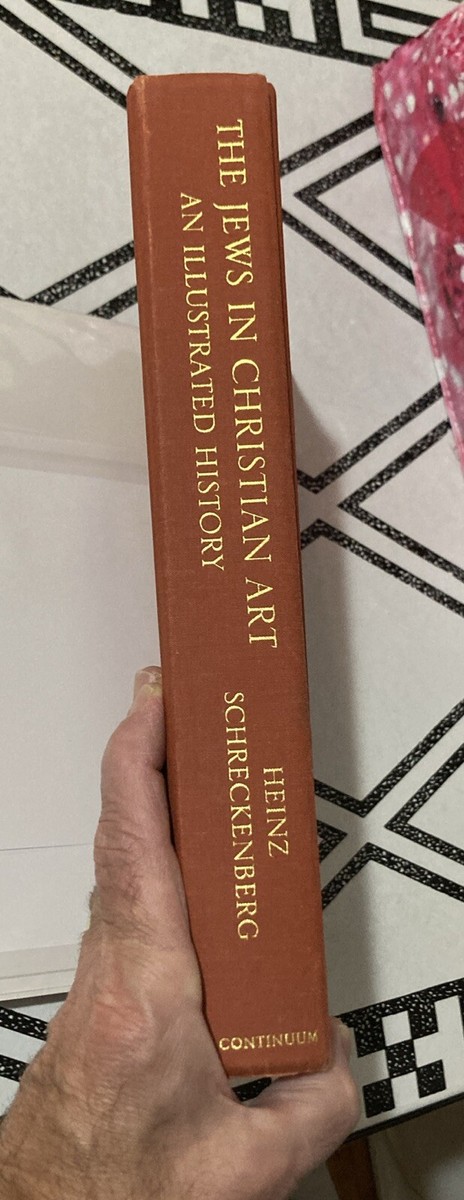 THE JEWS IN CHRISTIAN ART
AN ILLUSTRATED HISTORY
HEINZ
SCHRECKENBERG
CONTINUUM